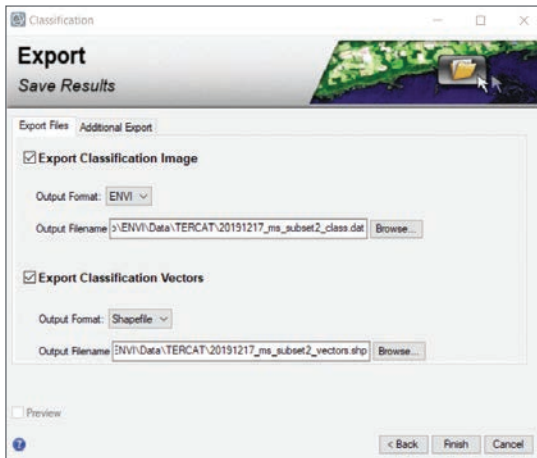 Classification
Export
Save Results
Export Files Additional Export
Export Classification Image
Output Format: ENVI
Output Filename o\ENVI\Data\TERCAT\20191217_ms_subset2_class.dat Browse...
Export Classification Vectors
Output Format: Shapefile
Output Filename ENVI\Data\TERCAT\20191217_ms_subset2_vectors.shp Browse...
Preview
? < Back Finish Cancel